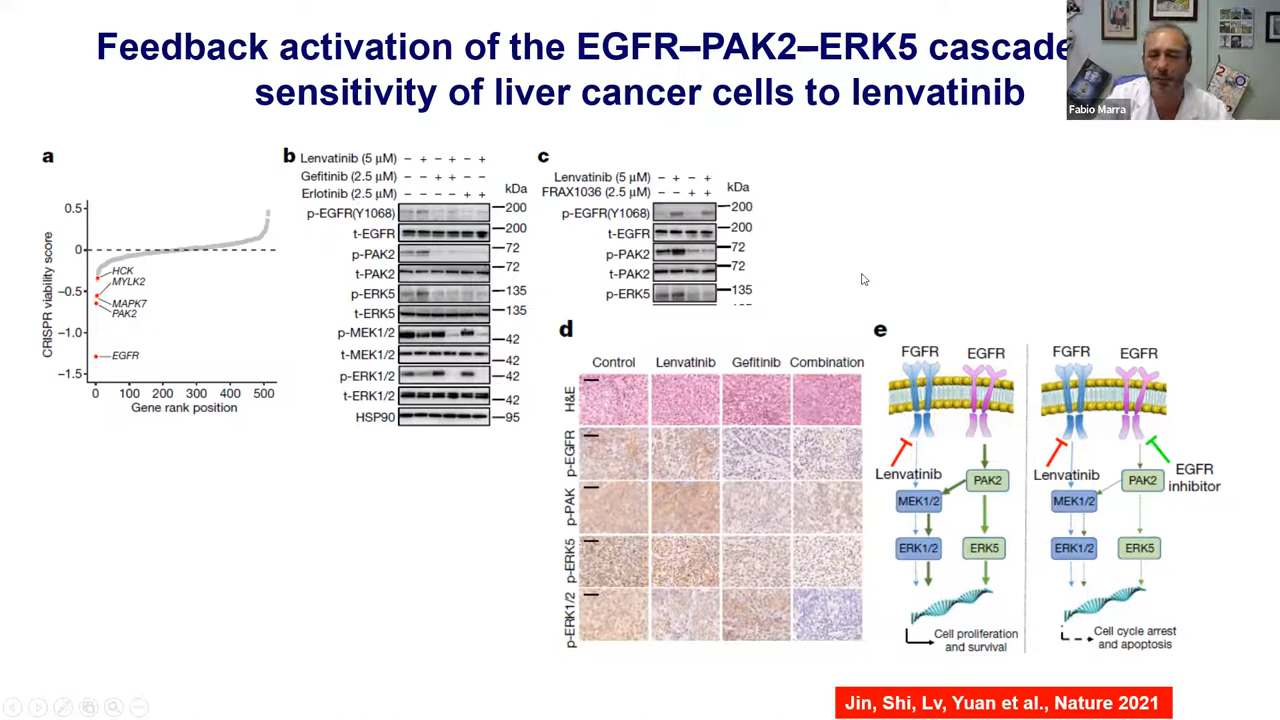 Feedback activation of the EGFR–PAK2–ERK5 cascade
sensitivity of liver cancer cells to lenvatinib
Fabio Marra
a
CRISPR viability score
0.5
0
−0.5
−1.0
−1.5
HCK
MYLK2
MAPK7
PAK2
EGFR
0 100 200 300 400 500
Gene rank position
b
Lenvatinib (5 μM) − + − + − +
Gefitinib (2.5 μM) − − + + − −
Erlotinib (2.5 μM) − − − − + +
kDa
p-EGFR(Y1068) 200
t-EGFR 200
p-PAK2 72
t-PAK2 72
p-ERK5 135
t-ERK5 135
p-MEK1/2 42
t-MEK1/2 42
p-ERK1/2 42
t-ERK1/2 42
HSP90 95
c
Lenvatinib (5 μM) − + − +
FRAX1036 (2.5 μM) − − + +
kDa
p-EGFR(Y1068) 200
t-EGFR 200
p-PAK2 72
t-PAK2 72
p-ERK5 135
d
Control Lenvatinib Gefitinib Combination
H&E
p-EGFR
p-PAK
p-ERK5
p-ERK1/2
e
FGFR EGFR
Lenvatinib
PAK2
MEK1/2
ERK1/2 ERK5
Cell proliferation
and survival
FGFR EGFR
Lenvatinib
EGFR
inhibitor
PAK2
MEK1/2
ERK1/2 ERK5
Cell cycle arrest
and apoptosis
Jin, Shi, Lv, Yuan et al., Nature 2021